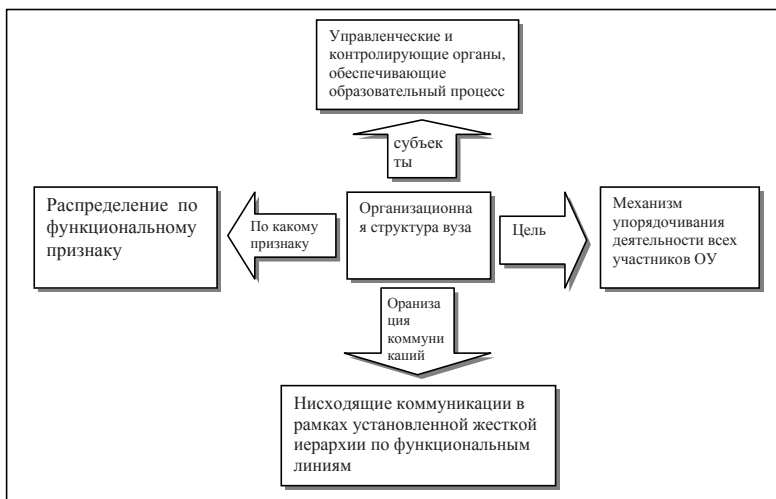 Управленческие и
контролирующие органы,
обеспечивающие
образовательный процесс
субъек
ты
Распределение по
функциональному
признаку
По какому
признаку
Организационна
я структура вуза
Цель
Механизм
упорядочивания
деятельности всех
участников ОУ
Ораниза
ция
коммуни
каций
Нисходящие коммуникации в
рамках установленной жесткой
иерархии по функциональным
линиям